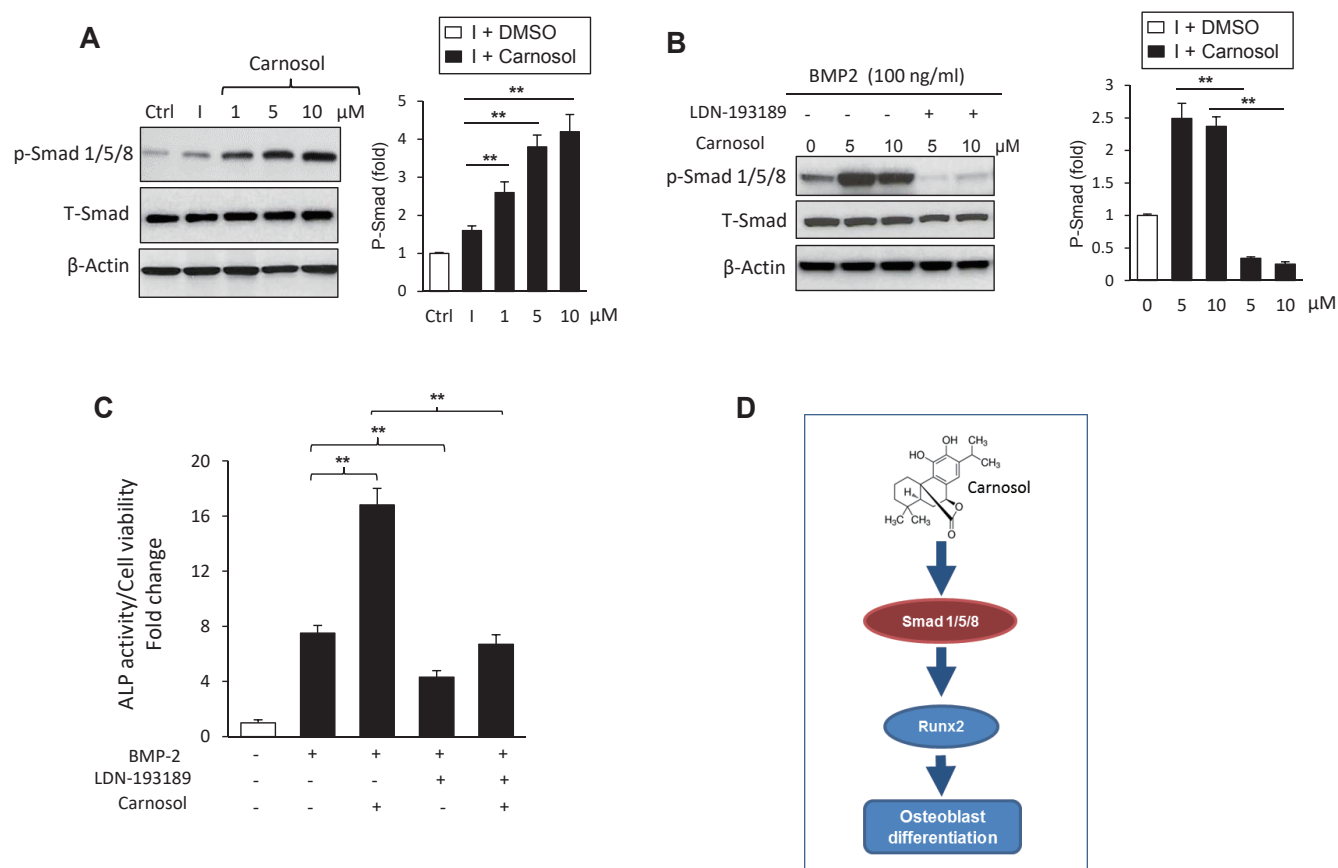 A
Carnosol
Ctrl I 1 5 10 μM
p-Smad 1/5/8
T-Smad
β-Actin
I + DMSO
I + Carnosol
** 
**
**
P-Smad (fold)
5
4
3
2
1
0
Ctrl I 1 5 10 μM
B
BMP2 (100 ng/ml)
LDN-193189 - - - + +
Carnosol 0 5 10 5 10 μM
p-Smad 1/5/8
T-Smad
β-Actin
I + DMSO
I + Carnosol
**
**
P-Smad (fold)
3
2.5
2
1.5
1
0.5
0
0 5 10 5 10 μM
C
**
**
**
ALP activity/Cell viability
Fold change
20
16
12
8
4
0
BMP-2 - + + + +
LDN-193189 - - - + +
Carnosol - - + - +
D
OH
HO
CH₃
CH₃
Carnosol
H
O
H₃C CH₃
O
Smad 1/5/8
Runx2
Osteoblast
differentiation